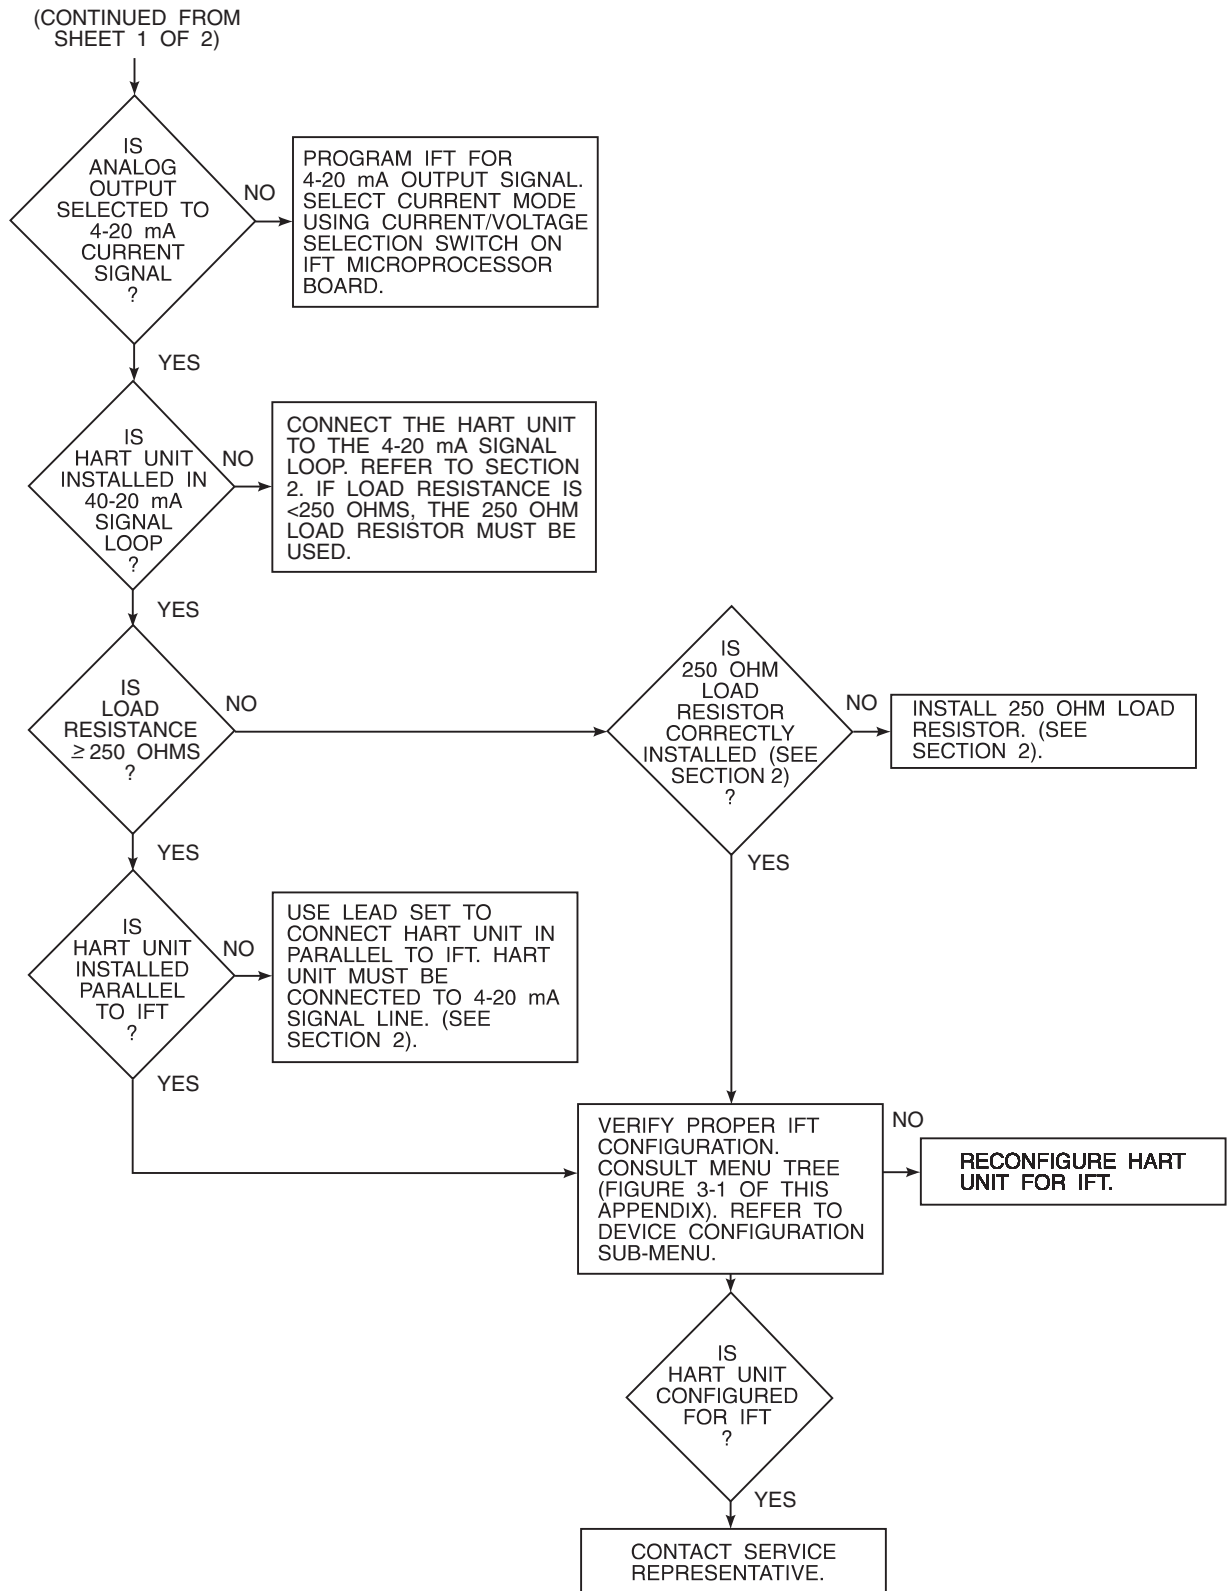 (CONTINUED FROM
SHEET 1 OF 2)
IS
ANALOG
OUTPUT
SELECTED TO
4-20 mA
CURRENT
SIGNAL
?
NO
PROGRAM IFT FOR
4-20 mA OUTPUT SIGNAL.
SELECT CURRENT MODE
USING CURRENT/VOLTAGE
SELECTION SWITCH ON
IFT MICROPROCESSOR
BOARD.
YES
IS
HART UNIT
INSTALLED IN
40-20 mA
SIGNAL
LOOP
?
NO
CONNECT THE HART UNIT
TO THE 4-20 mA SIGNAL
LOOP. REFER TO SECTION
2. IF LOAD RESISTANCE IS
<250 OHMS, THE 250 OHM
LOAD RESISTOR MUST BE
USED.
YES
IS
LOAD
RESISTANCE
≥ 250 OHMS
?
NO
IS
250 OHM
LOAD
RESISTOR
CORRECTLY
INSTALLED (SEE
SECTION 2)
?
NO
INSTALL 250 OHM LOAD
RESISTOR. (SEE
SECTION 2).
YES
YES
IS
HART UNIT
INSTALLED
PARALLEL
TO IFT
?
NO
USE LEAD SET TO
CONNECT HART UNIT IN
PARALLEL TO IFT. HART
UNIT MUST BE
CONNECTED TO 4-20 mA
SIGNAL LINE. (SEE
SECTION 2).
YES
VERIFY PROPER IFT
CONFIGURATION.
CONSULT MENU TREE
(FIGURE 3-1 OF THIS
APPENDIX). REFER TO
DEVICE CONFIGURATION
SUB-MENU.
NO
RECONFIGURE HART
UNIT FOR IFT.
IS
HART UNIT
CONFIGURED
FOR IFT
?
YES
CONTACT SERVICE
REPRESENTATIVE.